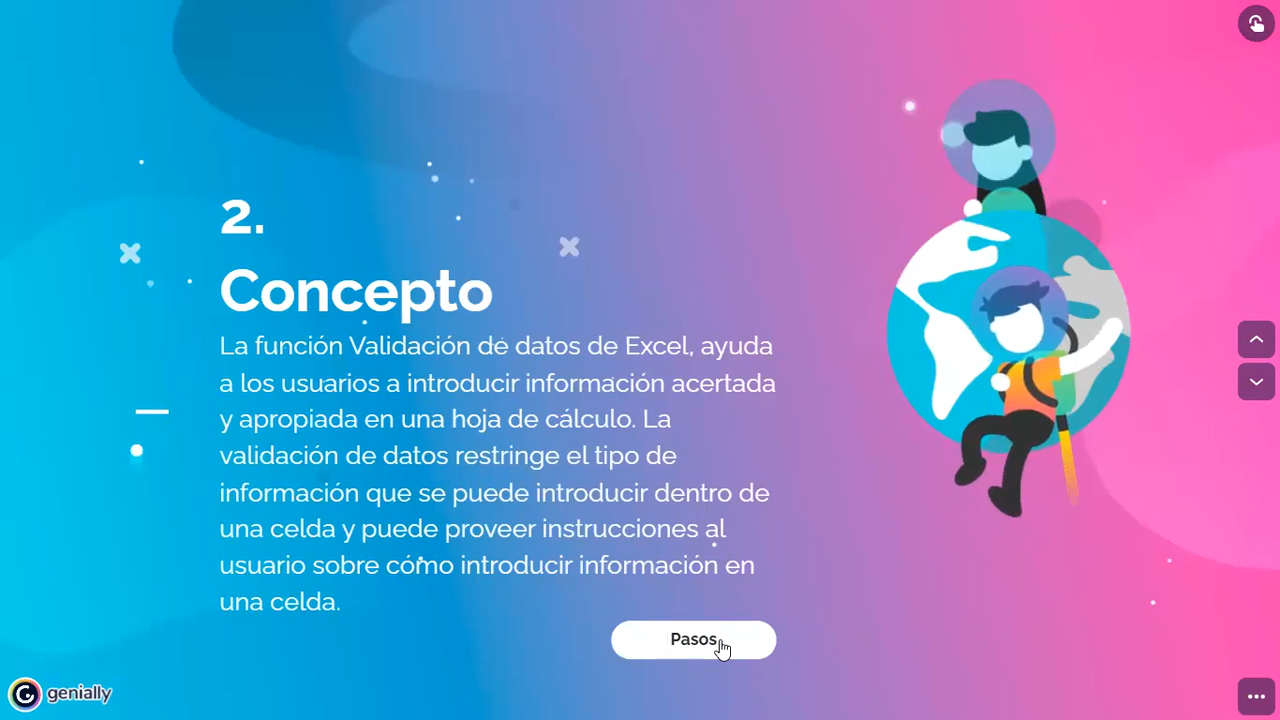 2.
Concepto
La función Validación de datos de Excel, ayuda
a los usuarios a introducir información acertada
y apropiada en una hoja de cálculo. La
validación de datos restringe el tipo de
información que se puede introducir dentro de
una celda y puede proveer instrucciones al
usuario sobre cómo introducir información en
una celda.
Pasos
genially